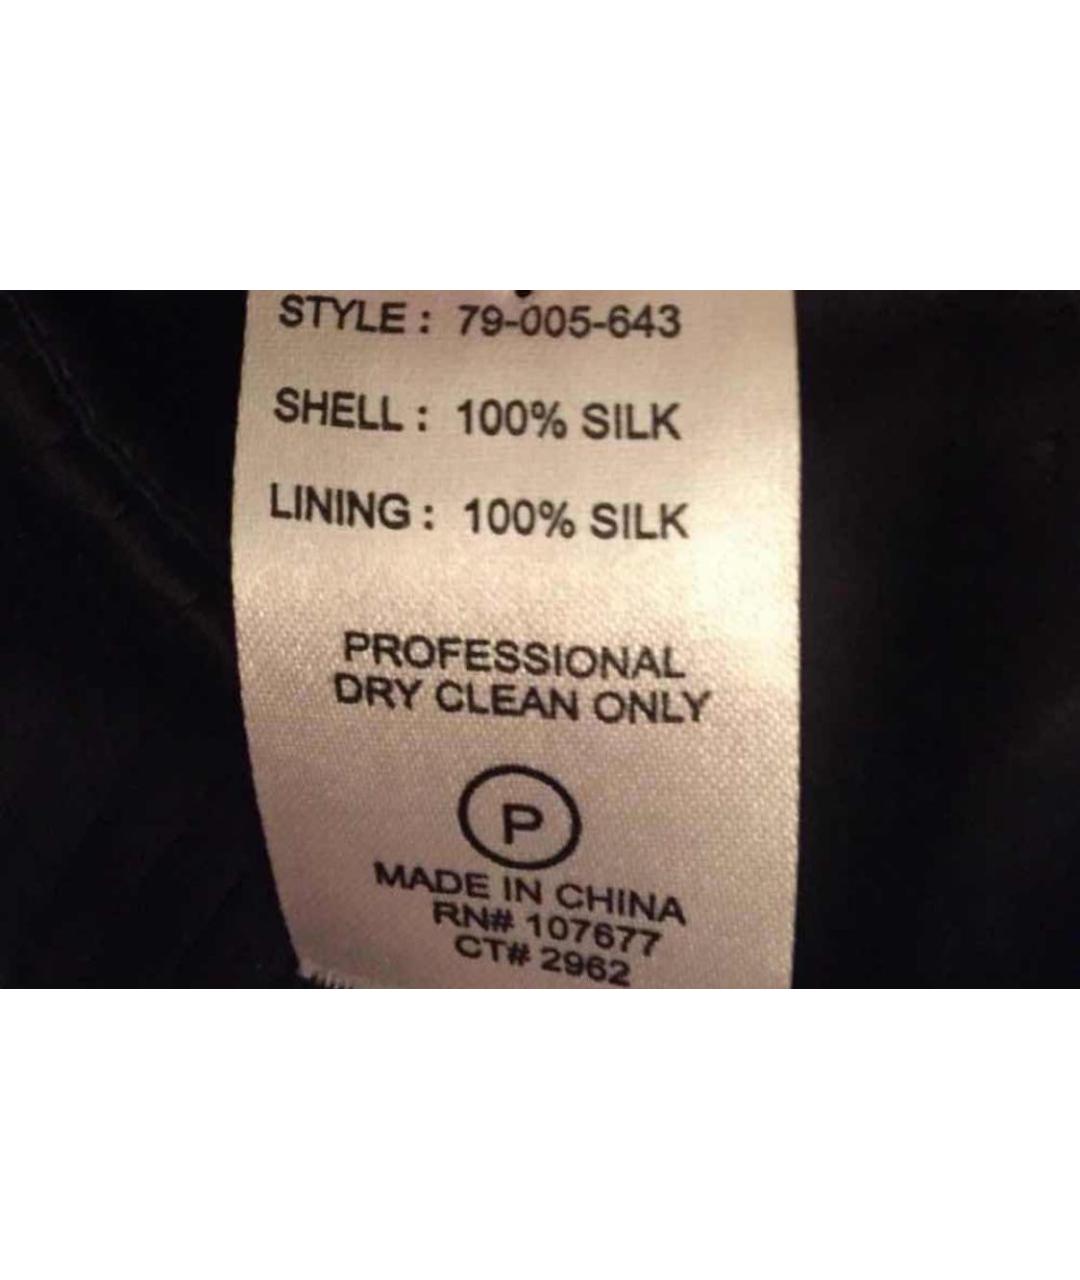 STYLE : 79-005-643
SHELL : 100% SILK
LINING : 100% SILK
PROFESSIONAL
DRY CLEAN ONLY
P
MADE IN CHINA
RN# 107677
CT# 2962